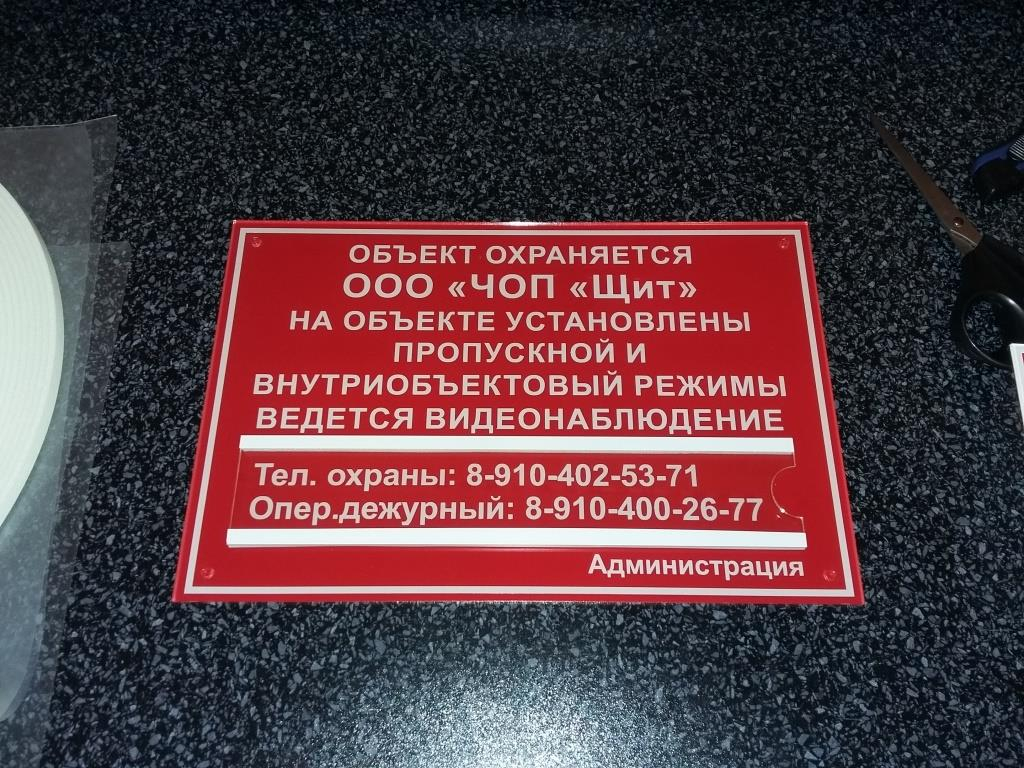 ОБЪЕКТ ОХРАНЯЕТСЯ
ООО «ЧОП «Щит»
НА ОБЪЕКТЕ УСТАНОВЛЕНЫ
ПРОПУСКНОЙ И
ВНУТРИОБЪЕКТОВЫЙ РЕЖИМЫ
ВЕДЕТСЯ ВИДЕОНАБЛЮДЕНИЕ
Тел. охраны: 8-910-402-53-71
Опер.дежурный: 8-910-400-26-77
Администрация